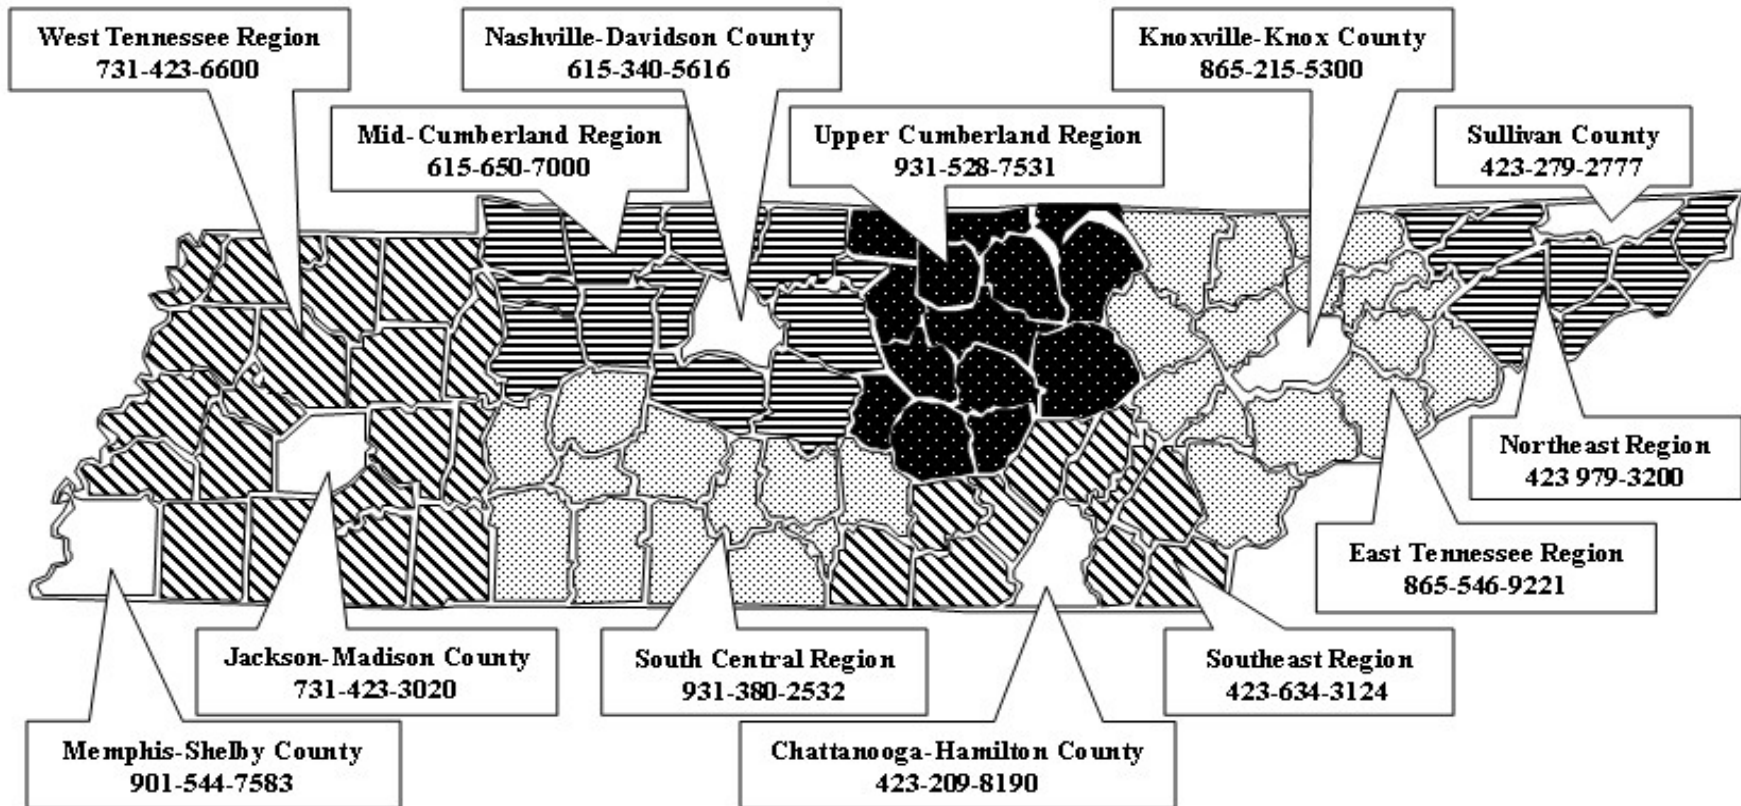 West Tennessee Region
731-423-6600
Nashville-Davidson County
615-340-5616
Knoxville-Knox County
865-215-5300
Mid-Cumberland Region
615-650-7000
Upper Cumberland Region
931-528-7531
Sullivan County
423-279-2777
Northeast Region
423 979-3200
East Tennessee Region
865-546-9221
Jackson-Madison County
731-423-3020
South Central Region
931-380-2532
Southeast Region
423-634-3124
Memphis-Shelby County
901-544-7583
Chattanooga-Hamilton County
423-209-8190